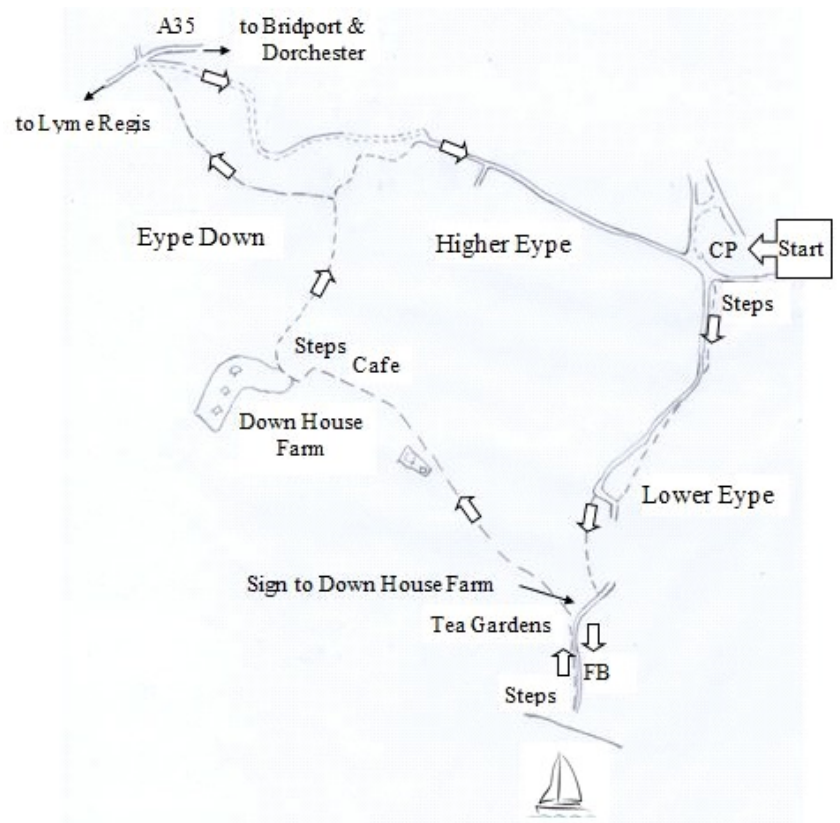 A35
to Bridport &
Dorchester
to Lyme Regis
Eype Down
Higher Eype
CP
Start
Steps
Steps
Cafe
Down House
Farm
Lower Eype
Sign to Down House Farm
Tea Gardens
FB
Steps